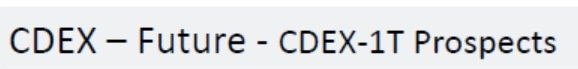 CDEX – Future - CDEX-1T Prospects